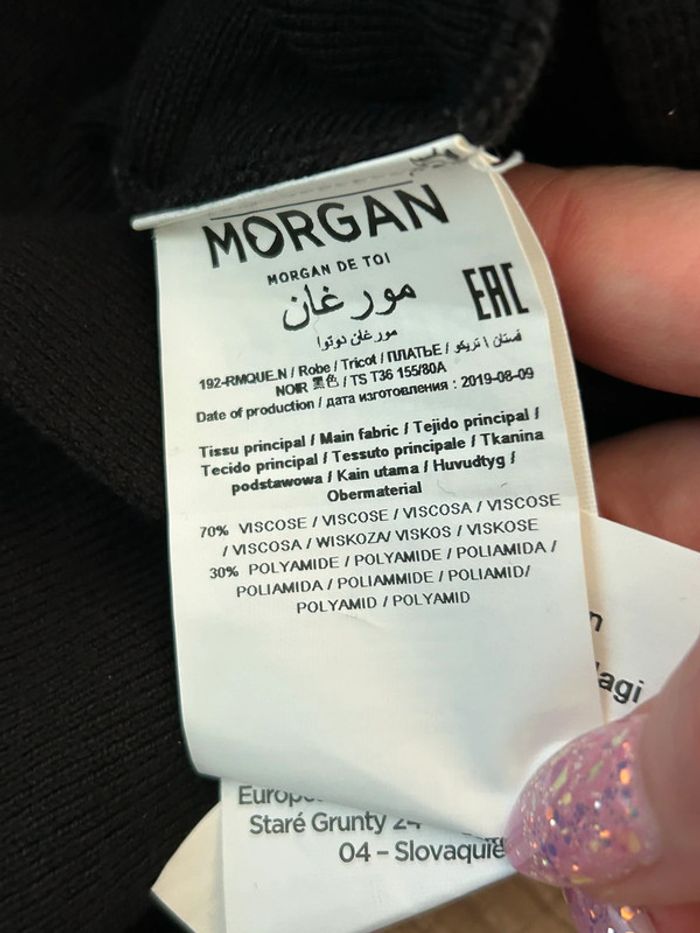 MORGAN
MORGAN DE TOI
مورغان
مورغان دوتوا
EAC
192-RMQUE.N / Robe / Tricot / ПЛАТЬЕ / فستان \ تريكو
NOIR 黑色 / TS T36 155/80A
Date of production / дата изготовления : 2019-08-09
Tissu principal / Main fabric / Tejido principal /
Tecido principal / Tessuto principale / Tkanina
podstawowa / Kain utama / Huvudtyg /
Obermaterial
70% VISCOSE / VISCOSE / VISCOSA / VISCOSE
/ VISCOSA / WISKOZA/ VISKOS / VISKOSE
30% POLYAMIDE / POLYAMIDE / POLIAMIDA /
POLIAMIDA / POLIAMMIDE / POLIAMID/
POLYAMID / POLYAMID
Staré Grunty
04 – Slovaquie